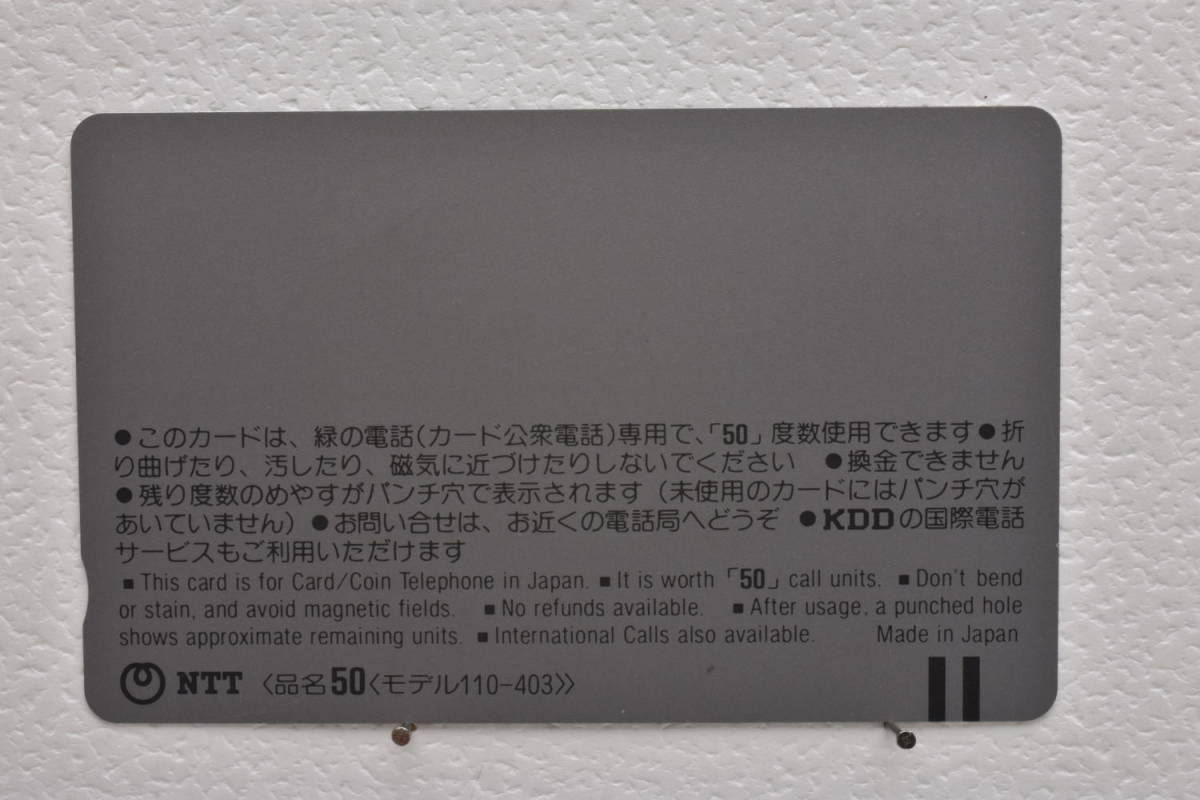 ●このカードは、緑の電話(カード公衆電話)専用で、「50」度数使用できます●折
り曲げたり、汚したり、磁気に近づけたりしないでください ●換金できません
●残り度数のめやすがパンチ穴で表示されます(未使用のカードにはパンチ穴が
あいていません)●お問い合せは、お近くの電話局へどうぞ ●KDDの国際電話
サービスもご利用いただけます
■This card is for Card/Coin Telephone in Japan. ■It is worth「50」call units. ■Don't bend
or stain, and avoid magnetic fields. ■No refunds available. ■After usage, a punched hole
shows approximate remaining units. ■International Calls also available. Made in Japan
NTT 〈品名50〈モデル110-403〉〉